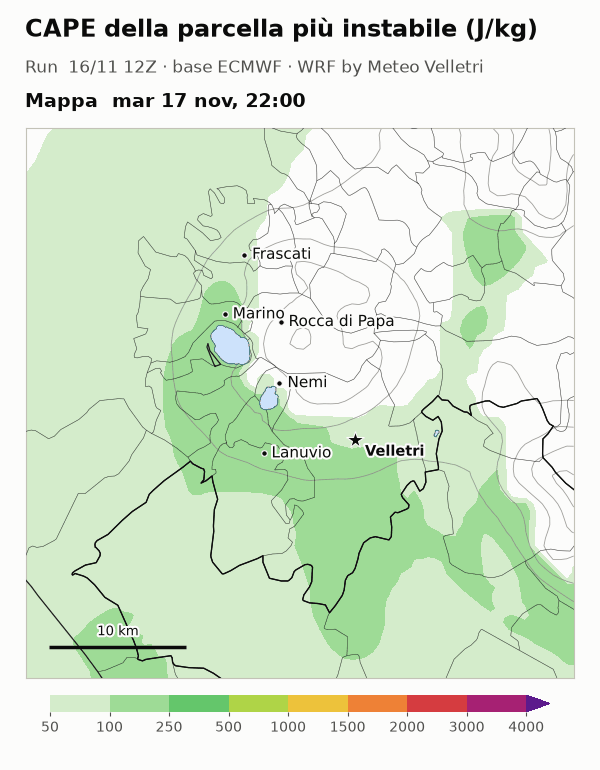 CAPE della parcella più instabile (J/kg)
Run  16/11 12Z · base ECMWF · WRF by Meteo Velletri
Mappa  mar 17 nov, 22:00
Frascati
Marino
Rocca di Papa
Nemi
Velletri
Lanuvio
10 km
50 100 250 500 1000 1500 2000 3000 4000